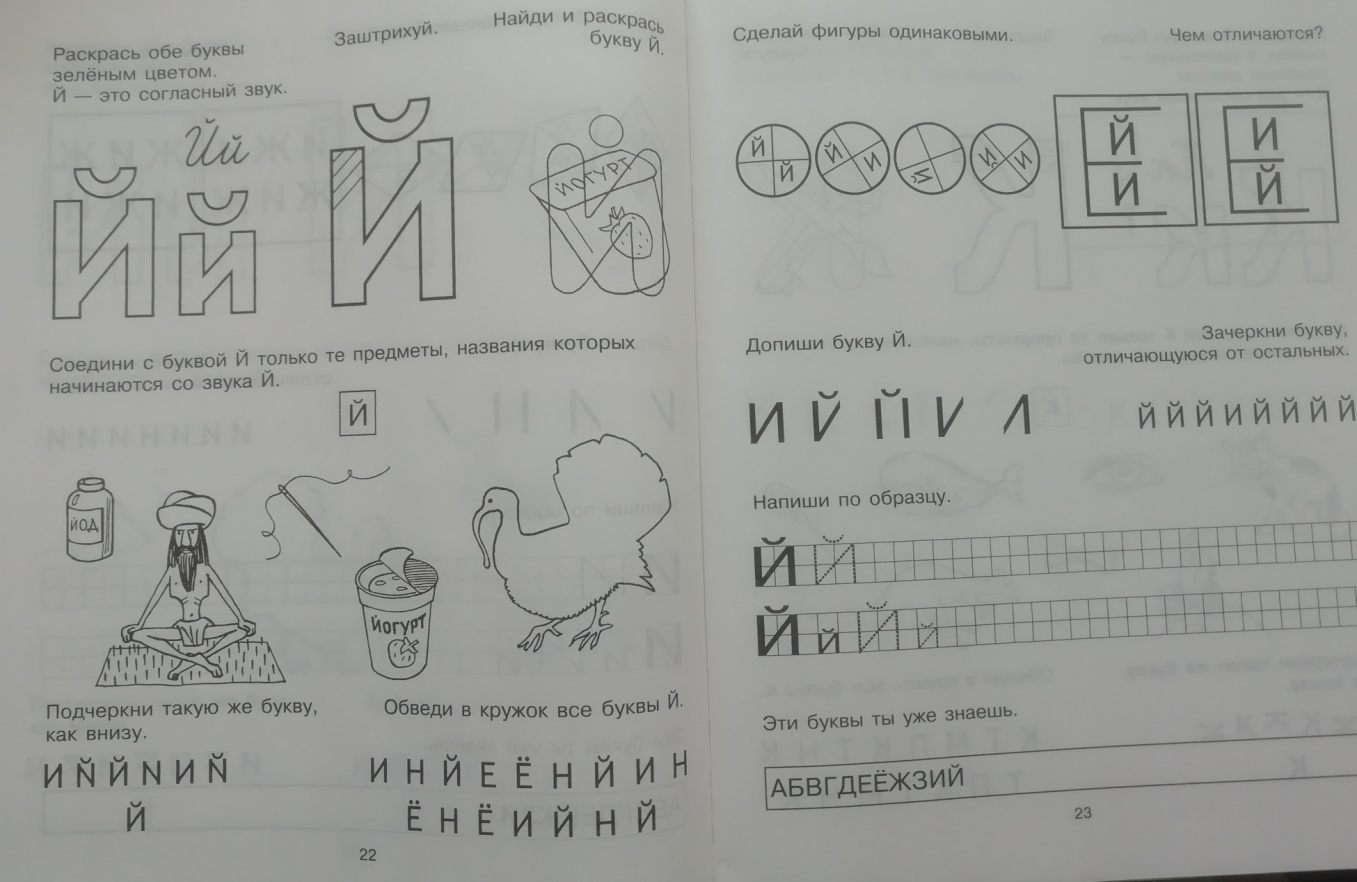 Раскрась обе буквы
зелёным цветом.
Й — это согласный звук.
Заштрихуй.
Найди и раскрась
букву Й.
Йй
Йй
Й
ЙОГУРТ
Соедини с буквой Й только те предметы, названия которых
начинаются со звука Й.
Й
ЙОД
ЙОГУРТ
Подчеркни такую же букву,
как внизу.
Й
Обведи в кружок все буквы Й.
И Н Й Е Ё Н Й И Н
Ё Н Ё И Й Н Й
22
Сделай фигуры одинаковыми.
Чем отличаются?
Й Й
Й И
Й
Й И
Й
И
И
Й
Допиши букву Й.
Зачеркни букву,
отличающуюся от остальных.
Й Й Й И Й Й Й Й
Напиши по образцу.
Й Й
Й й Й й
Эти буквы ты уже знаешь.
АБВГДЕЁЖЗИЙ
23